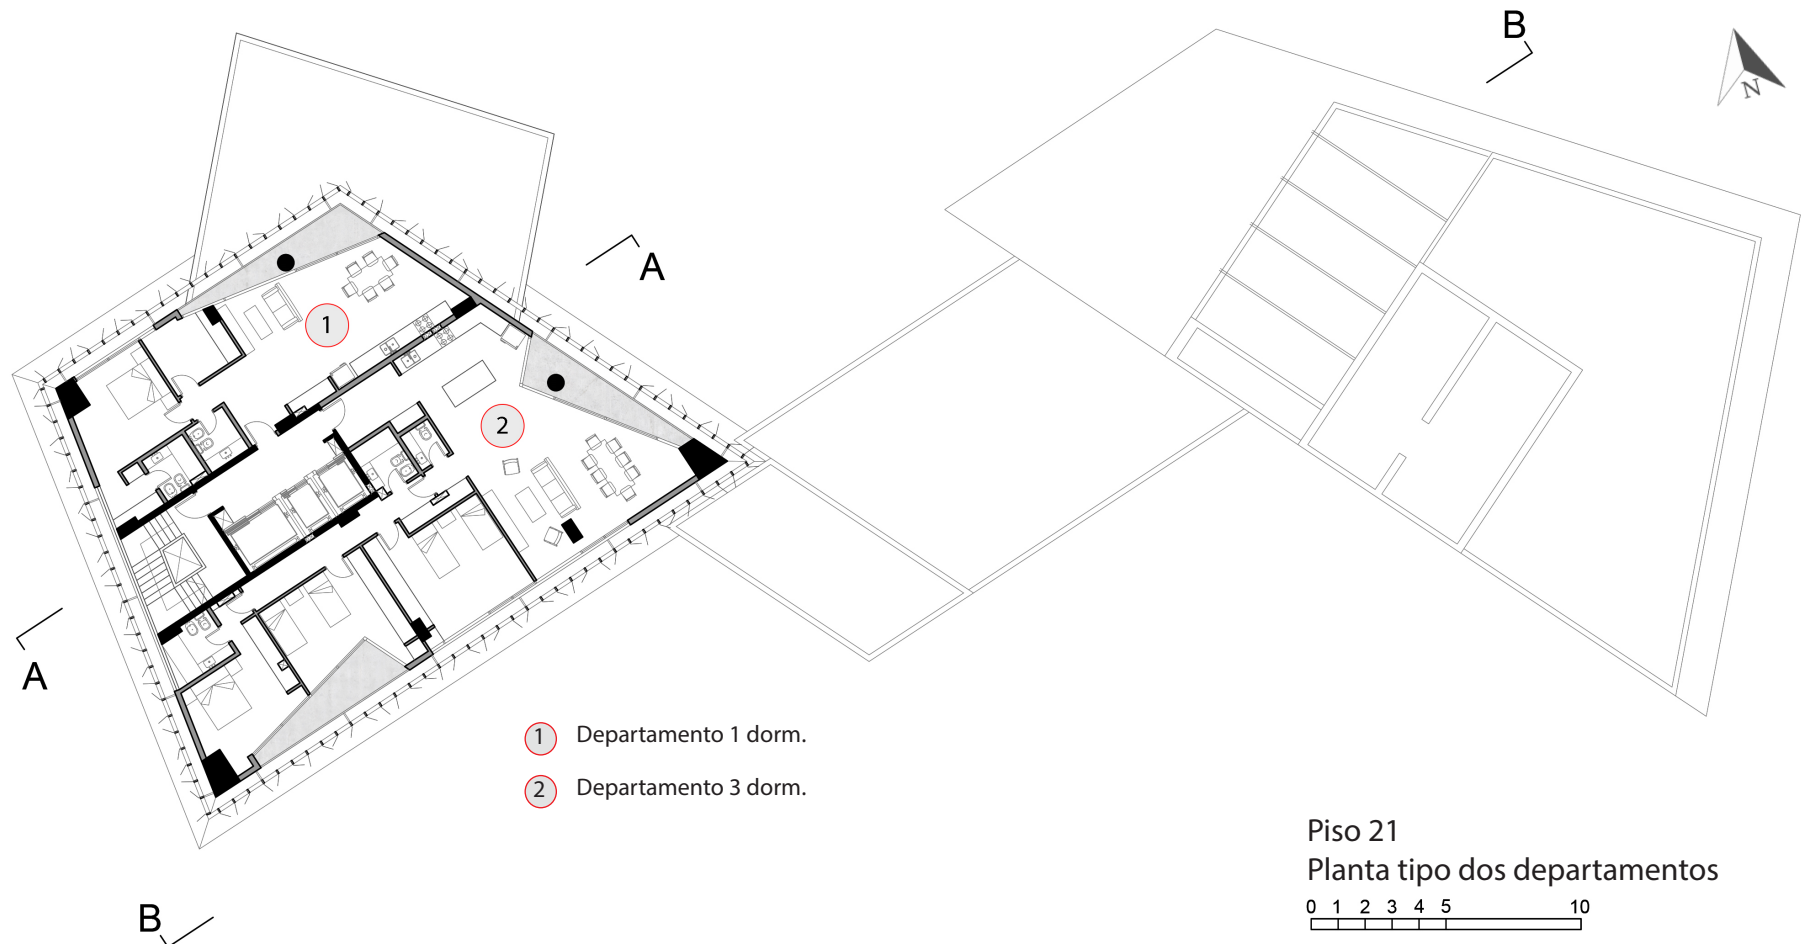 B
N
A
1
2
A
1 Departamento 1 dorm.
2 Departamento 3 dorm.
B
Piso 21
Planta tipo dos departamentos
0 1 2 3 4 5 10